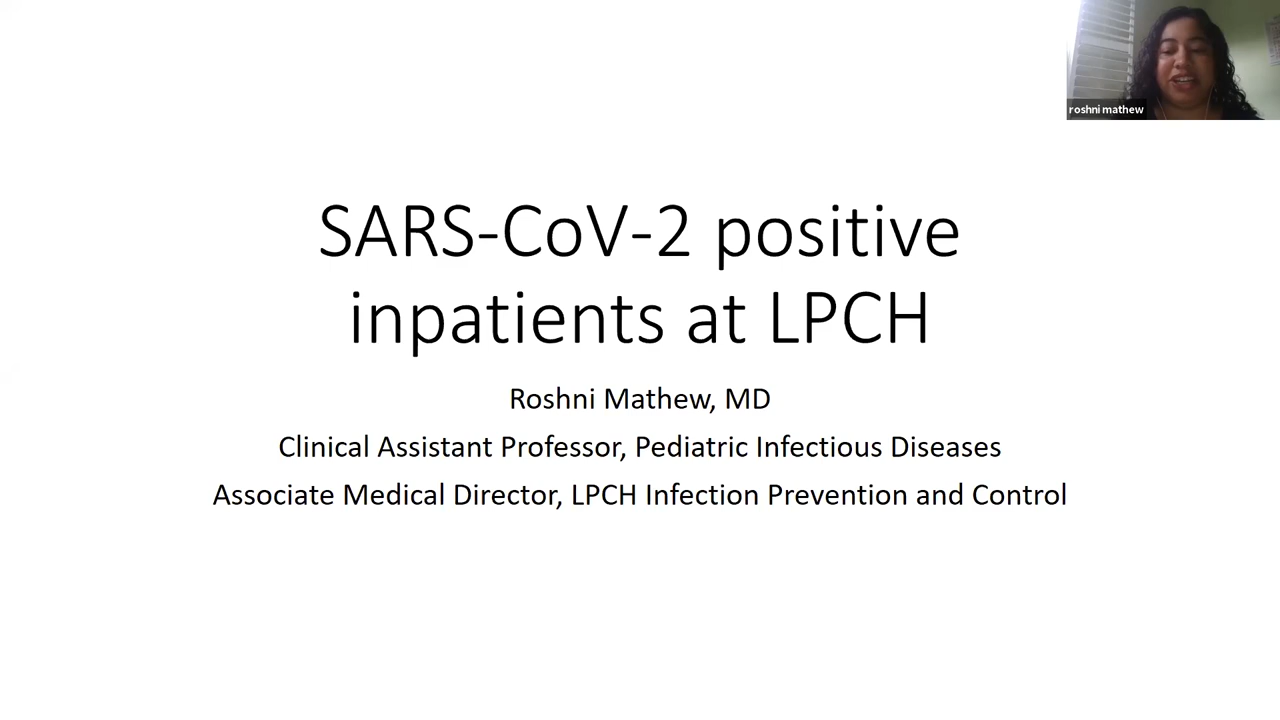 roshni mathew
SARS-CoV-2 positive
inpatients at LPCH
Roshni Mathew, MD
Clinical Assistant Professor, Pediatric Infectious Diseases
Associate Medical Director, LPCH Infection Prevention and Control